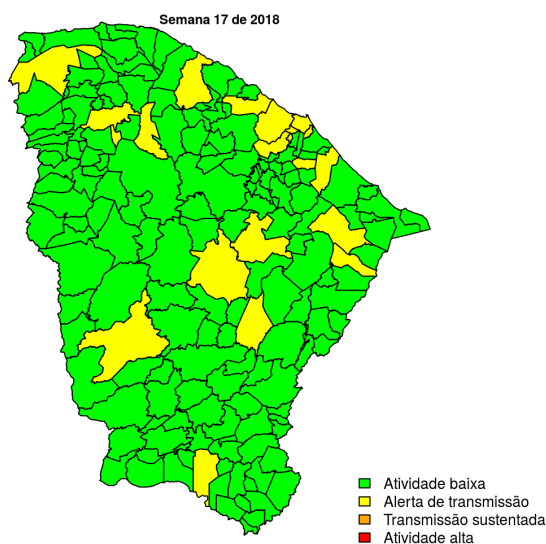 Semana 17 de 2018
Atividade baixa
Alerta de transmissão
Transmissão sustentada
Atividade alta